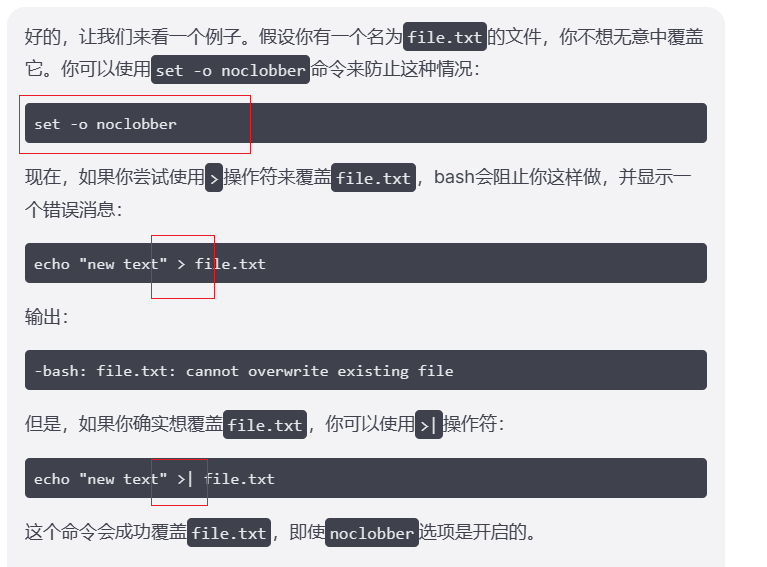 好的，让我们来看一个例子。假设你有一个名为file.txt的文件，你不想无意中覆盖
它。你可以使用set -o noclobber命令来防止这种情况：
set -o noclobber
现在，如果你尝试使用>操作符来覆盖file.txt，bash会阻止你这样做，并显示一
个错误消息：
echo "new text" > file.txt
输出：
-bash: file.txt: cannot overwrite existing file
但是，如果你确实想覆盖file.txt，你可以使用>|操作符：
echo "new text" >| file.txt
这个命令会成功覆盖file.txt，即使noclobber选项是开启的。